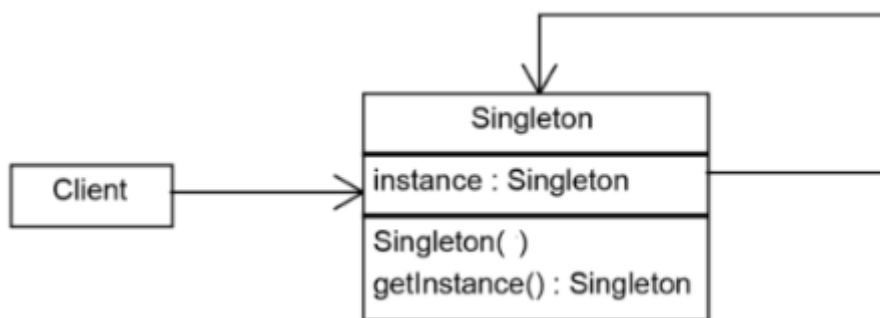 Singleton
Client
instance : Singleton
Singleton( )
getInstance() : Singleton